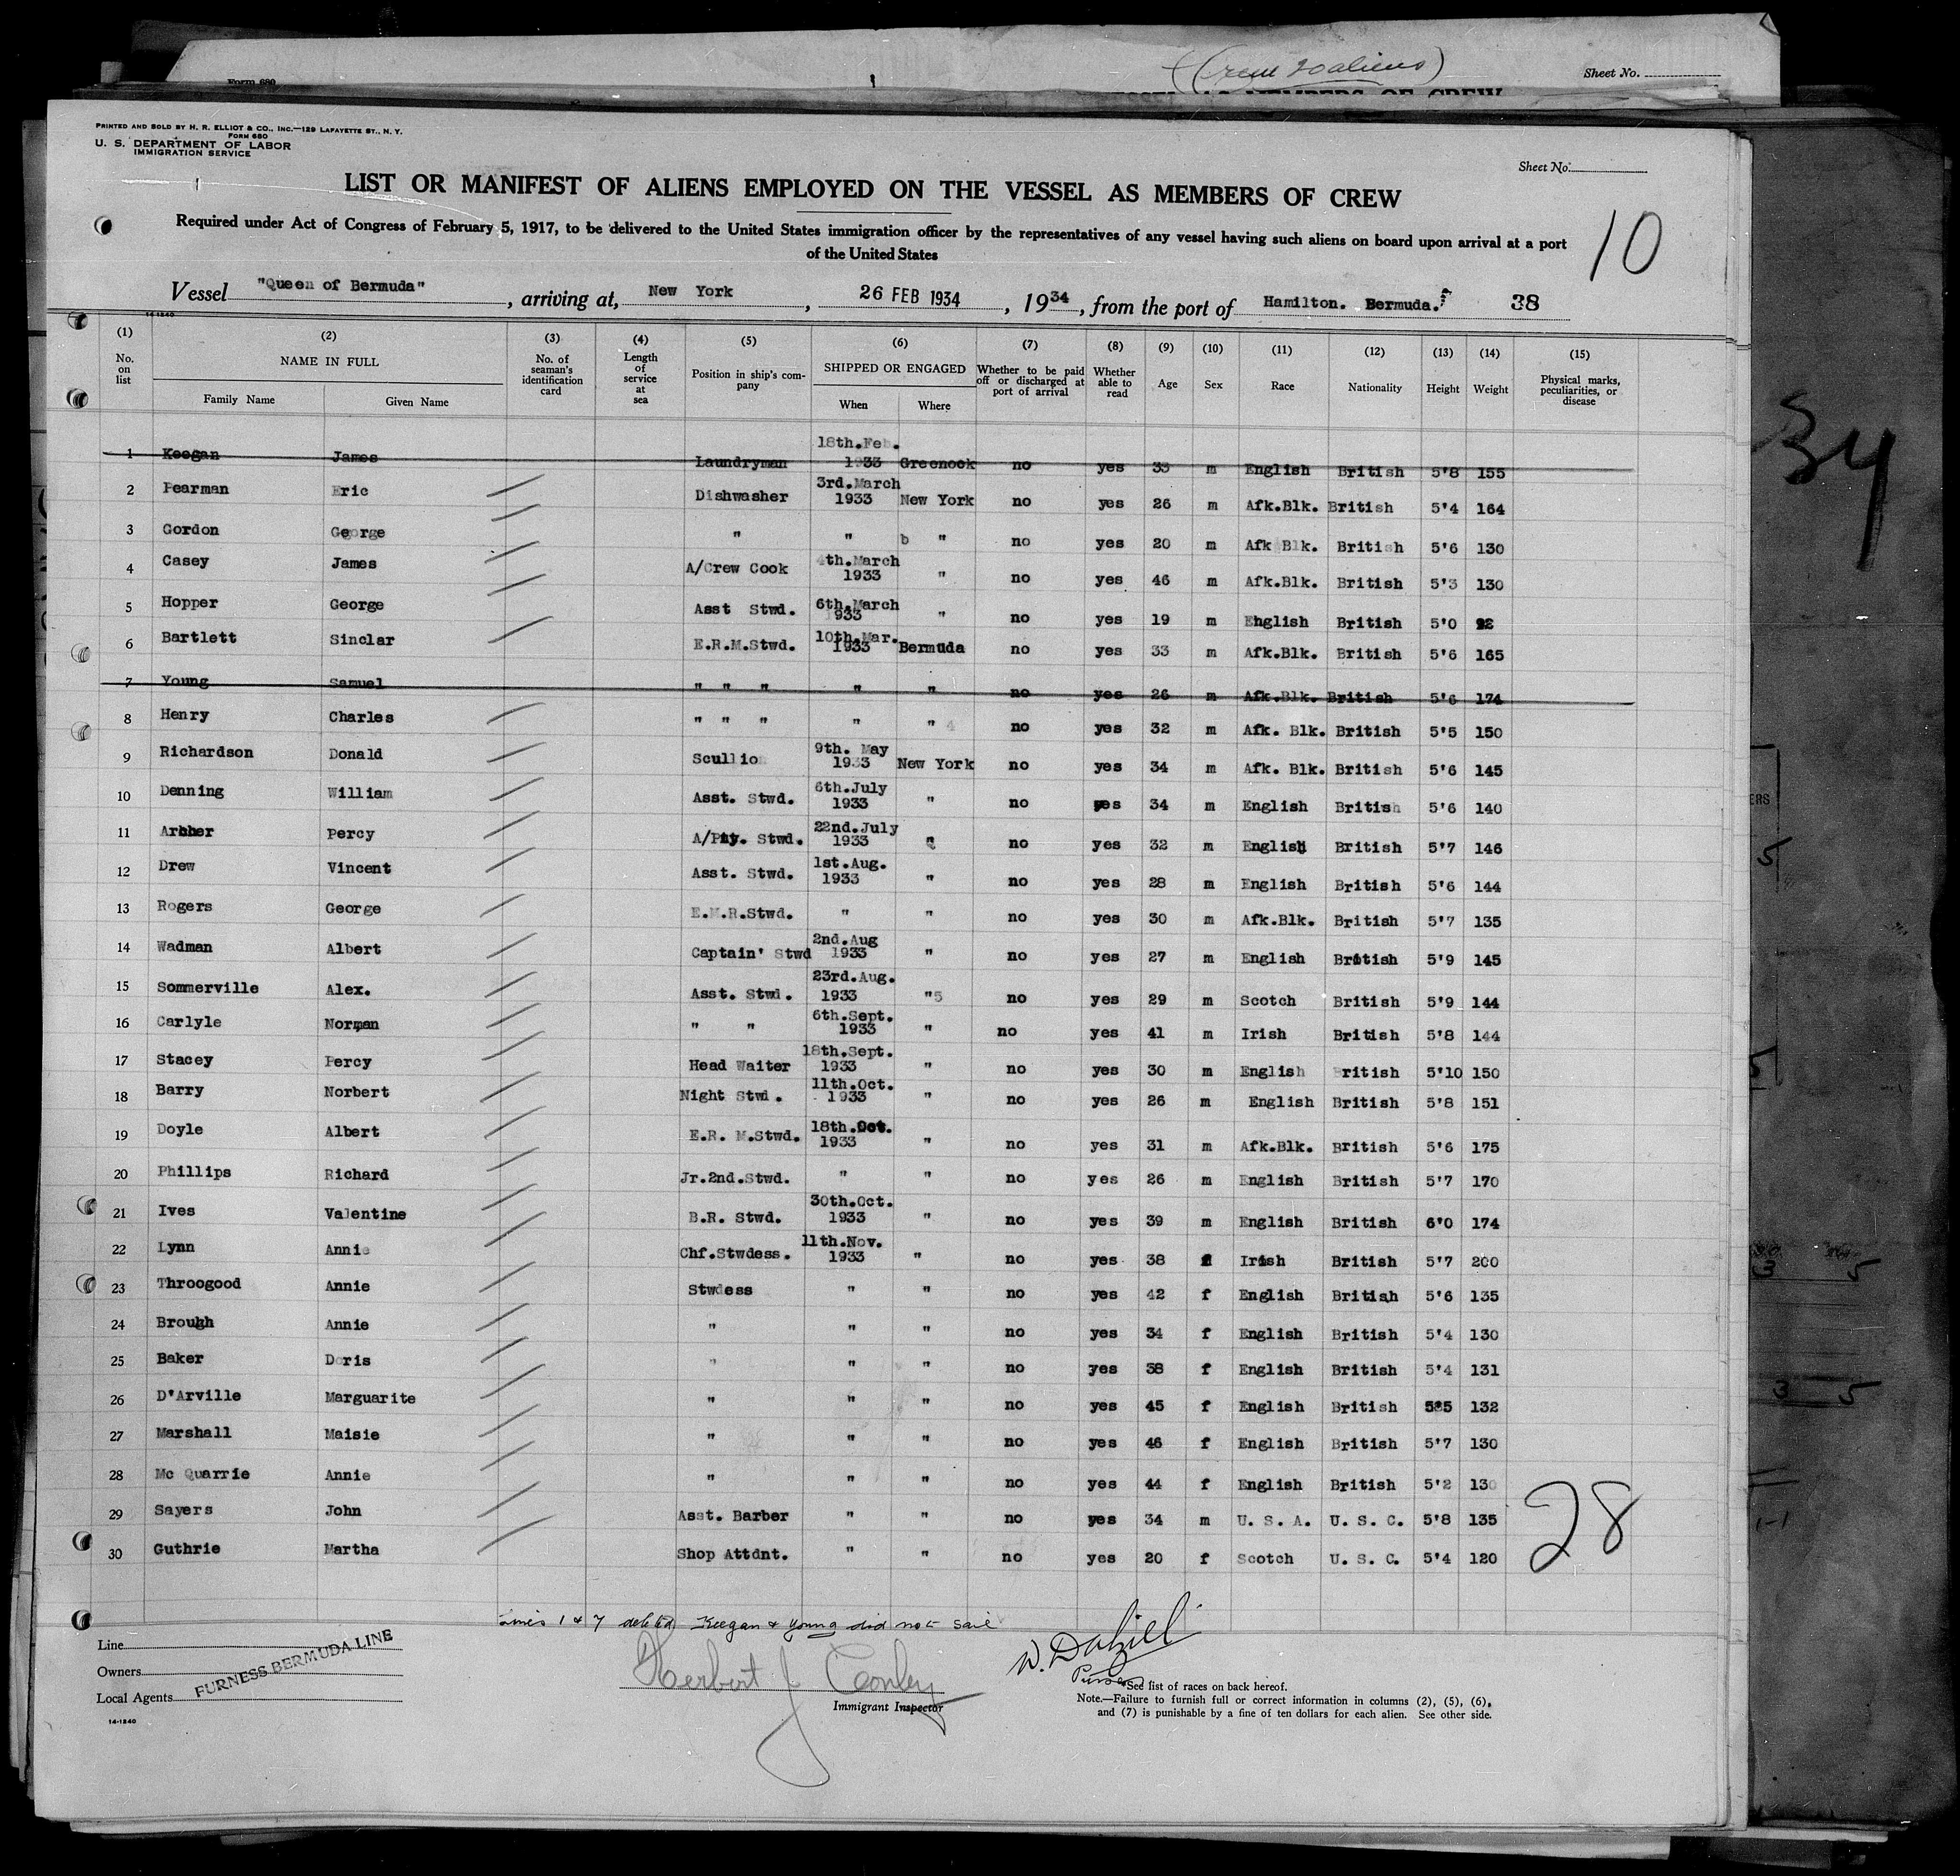 Form 680
(Crew
Sheet No.
PRINTED AND SOLD BY H. R. ELLIOT & CO., INC.—129 LAFAYETTE ST., N. Y.
FORM 680
U. S. DEPARTMENT OF LABOR
IMMIGRATION SERVICE
Sheet No.
LIST OR MANIFEST OF ALIENS EMPLOYED ON THE VESSEL AS MEMBERS OF CREW
Required under Act of Congress of February 5, 1917, to be delivered to the United States immigration officer by the representatives of any vessel having such aliens on board upon arrival at a port
of the United States
10
Vessel "Queen of Bermuda", arriving at, New York, 26 FEB 1934, 1934, from the port of Hamilton. Bermuda. 38
14-1240
(1) (2) (3) (4) (5) (6) (7) (8) (9) (10) (11) (12) (13) (14) (15)
No. on list NAME IN FULL Family Name Given Name No. of seaman's identification card Length of service at sea Position in ship's company SHIPPED OR ENGAGED When Where Whether to be paid off or discharged at port of arrival Whether able to read Age Sex Race Nationality Height Weight Physical marks, peculiarities, or disease
1 Keegan James Laundryman 18th.Feb. 1933 Greenock no yes 33 m English British 5'8 155
2 Pearman Eric Dishwasher 3rd.March 1933 New York no yes 26 m Afk.Blk. British 5'4 164
3 Gordon George " " b " no yes 20 m Afk Blk. British 5'6 130
4 Casey James A/Crew Cook 4th.March 1933 " no yes 46 m Afk.Blk. British 5'3 130
5 Hopper George Asst Stwd. 6th.March 1933 " no yes 19 m English British 5'0 92
6 Bartlett Sinclar E.R.M.Stwd. 10th.Mar. 1933 Bermuda no yes 33 m Afk.Blk. British 5'6 165
7 Young Samuel " " " " " no yes 26 m Afk.Blk. British 5'6 174
8 Henry Charles " " " " " 4 no yes 32 m Afk. Blk. British 5'5 150
9 Richardson Donald Scullion 9th. May 1933 New York no yes 34 m Afk. Blk. British 5'6 145
10 Denning William Asst. Stwd. 6th.July 1933 " no yes 34 m English British 5'6 140
11 Archer Percy A/Pty. Stwd. 22nd.July 1933 " no yes 32 m English British 5'7 146
12 Drew Vincent Asst. Stwd. 1st.Aug. 1933 " no yes 28 m English British 5'6 144
13 Rogers George E.M.R.Stwd. " " no yes 30 m Afk.Blk. British 5'7 135
14 Wadman Albert Captain' Stwd 2nd.Aug 1933 " no yes 27 m English British 5'9 145
15 Sommerville Alex. Asst. Stwd. 23rd.Aug. 1933 "5 no yes 29 m Scotch British 5'9 144
16 Carlyle Norman " " 6th.Sept. 1933 " no yes 41 m Irish British 5'8 144
17 Stacey Percy Head Waiter 18th.Sept. 1933 " no yes 30 m English British 5'10 150
18 Barry Norbert Night Stwd. 11th.Oct. 1933 " no yes 26 m English British 5'8 151
19 Doyle Albert E.R. M.Stwd. 18th.Oct. 1933 " no yes 31 m Afk.Blk. British 5'6 175
20 Phillips Richard Jr.2nd.Stwd. " " no yes 26 m English British 5'7 170
21 Ives Valentine B.R. Stwd. 30th.Oct. 1933 " no yes 39 m English British 6'0 174
22 Lynn Annie Chf.Stwdess. 11th.Nov. 1933 " no yes 38 f Irish British 5'7 200
23 Throogood Annie Stwdess " " no yes 42 f English British 5'6 135
24 Brough Annie " " " no yes 34 f English British 5'4 130
25 Baker Doris " " " no yes 38 f English British 5'4 131
26 D'Arville Marguarite " " " no yes 45 f English British 5'5 132
27 Marshall Maisie " " " no yes 46 f English British 5'7 130
28 Mc Quarrie Annie " " " no yes 44 f English British 5'2 130
29 Sayers John Asst. Barber " " no yes 34 m U. S. A. U. S. C. 5'8 135
30 Guthrie Martha Shop Attdnt. " " no yes 20 f Scotch U. S. C. 5'4 120
28
Lines 1 & 7 deleted Keegan & Young did not sail
Line
Owners
Local Agents
FURNESS BERMUDA LINE
14-1240
Herbert J Conley
Immigrant Inspector
W. Dalziel
Purser
See list of races on back hereof.
Note.—Failure to furnish full or correct information in columns (2), (5), (6),
and (7) is punishable by a fine of ten dollars for each alien. See other side.
34